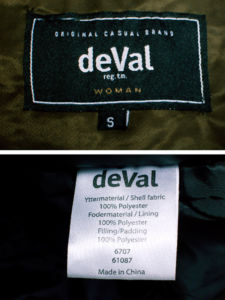 ORIGINAL CASUAL BRAND
deVal
reg.tn.
WOMAN
S
deVal
Yttermaterial / Shell fabric
100% Polyester
Fodermaterial / Lining
100% Polyester
Filling/Padding
100% Polyester
6707
61087
Made in China